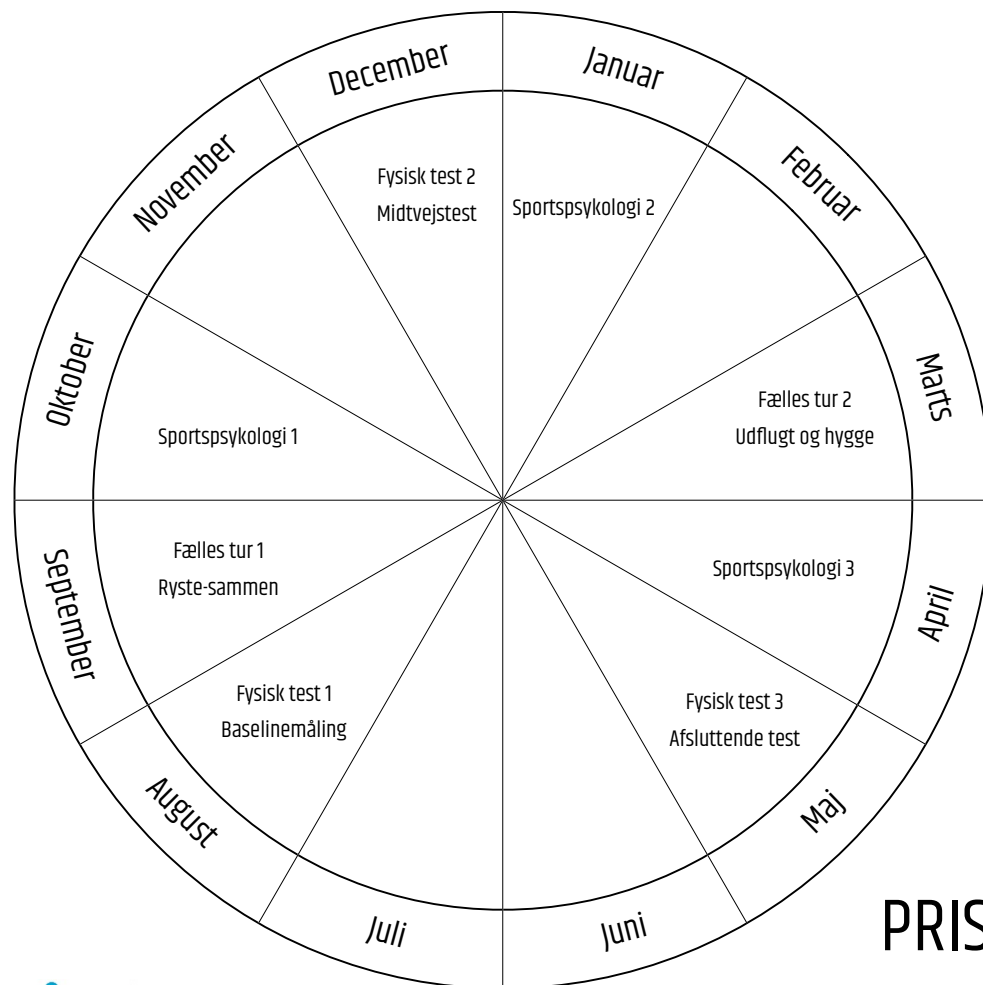 Januar
Sportspsykologi 2
Februar
Marts
Fælles tur 2
Udflugt og hygge
April
Sportspsykologi 3
Maj
Fysisk test 3
Afsluttende test
Juni
Juli
August
Fysisk test 1
Baselinemåling
September
Fælles tur 1
Ryste-sammen
Oktober
Sportspsykologi 1
November
December
Fysisk test 2
Midtvejstest
PRIS